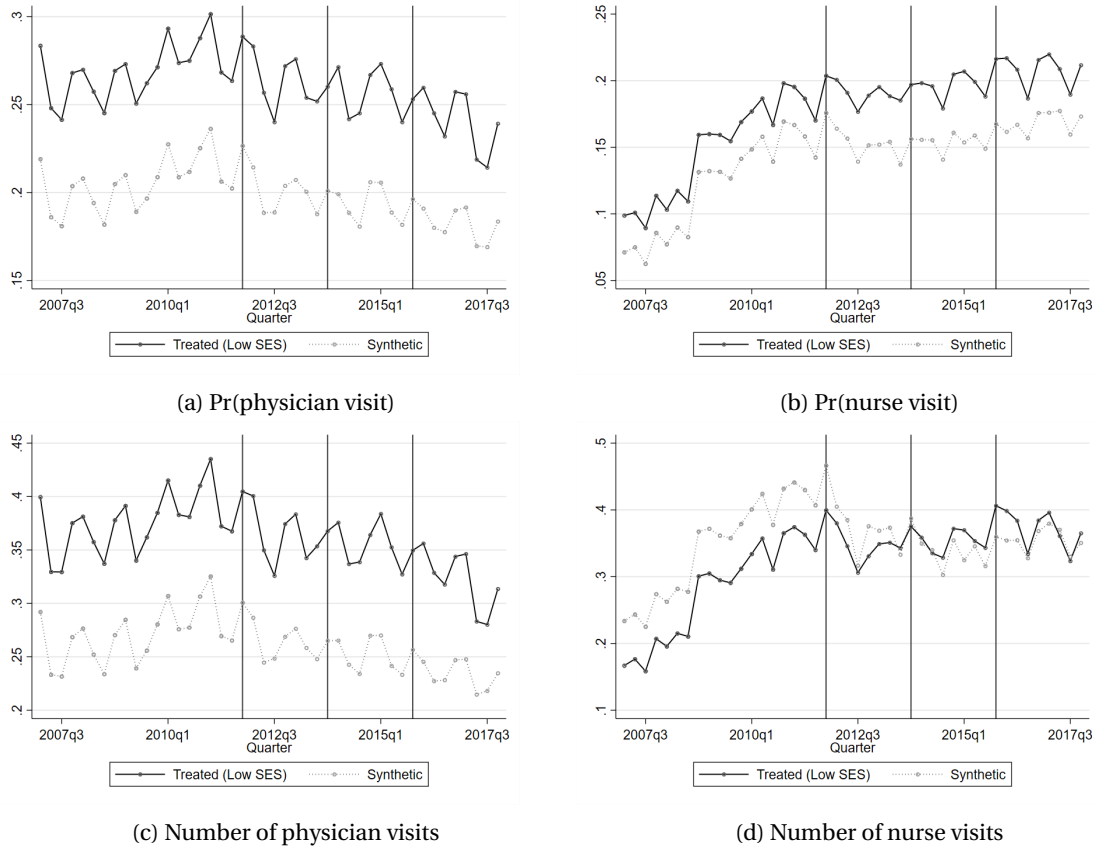 .3
.25
.2
.15
2007q3 2010q1 2012q3 2015q1 2017q3
Quarter
Treated (Low SES) Synthetic
(a) Pr(physician visit)
.25
.2
.15
.1
.05
2007q3 2010q1 2012q3 2015q1 2017q3
Quarter
Treated (Low SES) Synthetic
(b) Pr(nurse visit)
.45
.4
.35
.3
.25
.2
2007q3 2010q1 2012q3 2015q1 2017q3
Quarter
Treated (Low SES) Synthetic
(c) Number of physician visits
.5
.4
.3
.2
.1
2007q3 2010q1 2012q3 2015q1 2017q3
Quarter
Treated (Low SES) Synthetic
(d) Number of nurse visits